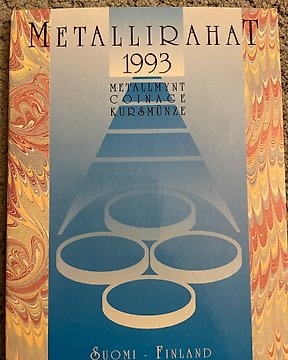 METALLIRAHAT
1993
METALLMYNT
COINAGE
KURSMÜNZE
SUOMI - FINLAND